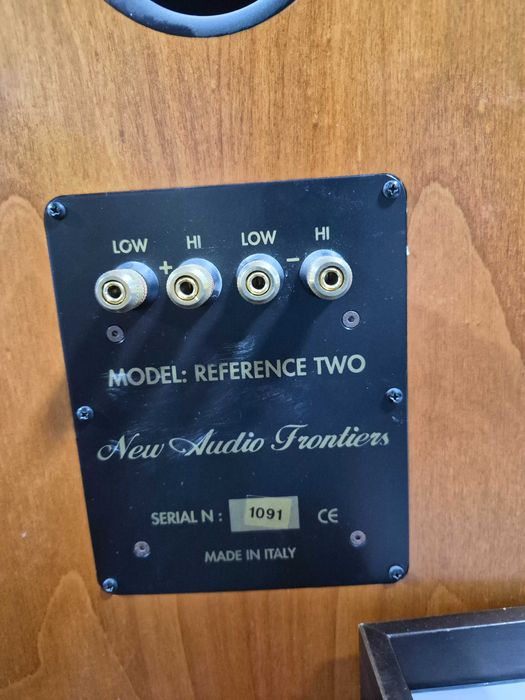 LOW + HI LOW - HI
MODEL: REFERENCE TWO
New Audio Frontiers
SERIAL N : 1091 CE
MADE IN ITALY